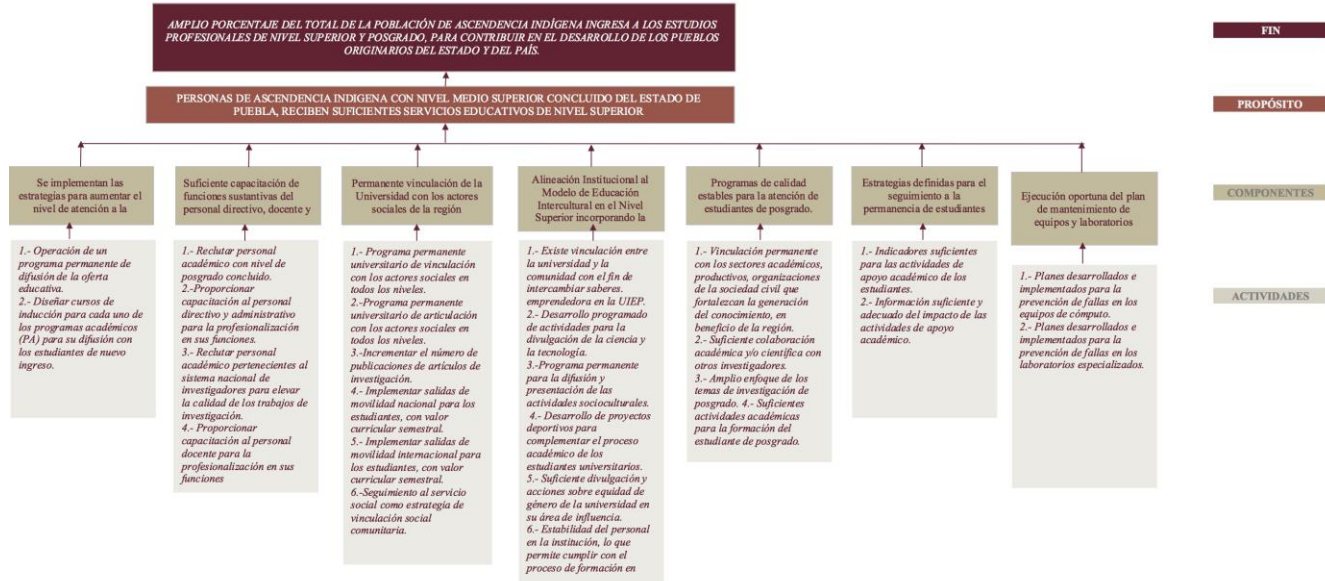 AMPLIO PORCENTAJE DEL TOTAL DE LA POBLACIÓN DE ASCENDENCIA INDÍGENA INGRESA A LOS ESTUDIOS
PROFESIONALES DE NIVEL SUPERIOR Y POSGRADO, PARA CONTRIBUIR EN EL DESARROLLO DE LOS PUEBLOS
ORIGINARIOS DEL ESTADO Y DEL PAÍS.
PERSONAS DE ASCENDENCIA INDIGENA CON NIVEL MEDIO SUPERIOR CONCLUIDO DEL ESTADO DE
PUEBLA, RECIBEN SUFICIENTES SERVICIOS EDUCATIVOS DE NIVEL SUPERIOR
Se implementan las
estrategias para aumentar el
nivel de atención a la
1.- Operación de un
programa permanente de
difusión de la oferta
educativa.
2.- Diseñar cursos de
inducción para cada uno de
los programas académicos
(PA) para su difusión con
los estudiantes de nuevo
ingreso.
Suficiente capacitación de
funciones sustantivas del
personal directivo, docente y
1.- Reclutar personal
académico con nivel de
posgrado concluido.
2.-Proporcionar
capacitación al personal
directivo y administrativo
para la profesionalización
en sus funciones.
3.- Reclutar personal
académico pertenecientes al
sistema nacional de
investigadores para elevar
la calidad de los trabajos de
investigación.
4.- Proporcionar
capacitación al personal
docente para la
profesionalización en sus
funciones
Permanente vinculación de la
Universidad con los actores
sociales de la región
1.- Programa permanente
universitario de vinculación
con los actores sociales en
todos los niveles.
2.-Programa permanente
universitario de articulación
con los actores sociales en
todos los niveles.
3.-Incrementar el número de
publicaciones de artículos de
investigación.
4.- Implementar salidas de
movilidad nacional para los
estudiantes, con valor
curricular semestral.
5.- Implementar salidas de
movilidad internacional para
los estudiantes, con valor
curricular semestral.
6.-Seguimiento al servicio
social como estrategia de
vinculación social
comunitaria.
Alineación Institucional al
Modelo de Educación
Intercultural en el Nivel
Superior incorporando la
1.- Existe vinculación entre
la universidad y la
comunidad con el fin de
intercambiar saberes.
emprendedora en la UIEP.
2.- Desarrollo programado
de actividades para la
divulgación de la ciencia y
la tecnología.
3.-Programa permanente
para la difusión y
presentación de las
actividades socioculturales.
4.- Desarrollo de proyectos
deportivos para
complementar el proceso
académico de los
estudiantes universitarios.
5.- Suficiente divulgación y
acciones sobre equidad de
género de la universidad en
su área de influencia.
6.- Estabilidad del personal
en la institución, lo que
permite cumplir con el
proceso de formación en
Programas de calidad
estables para la atención de
estudiantes de posgrado.
1.- Vinculación permanente
con los sectores académicos,
productivos, organizaciones
de la sociedad civil que
fortalezcan la generación
del conocimiento, en
beneficio de la región.
2.- Suficiente colaboración
académica y/o científica con
otros investigadores.
3.- Amplio enfoque de los
temas de investigación de
posgrado. 4.- Suficientes
actividades académicas
para la formación del
estudiante de posgrado.
Estrategias definidas para el
seguimiento a la
permanencia de estudiantes
1.- Indicadores suficientes
para las actividades de
apoyo académico de los
estudiantes.
2.- Información suficiente y
adecuado del impacto de las
actividades de apoyo
académico.
Ejecución oportuna del plan
de mantenimiento de
equipos y laboratorios
1.- Planes desarrollados e
implementados para la
prevención de fallas en los
equipos de cómputo.
2.- Planes desarrollados e
implementados para la
prevención de fallas en los
laboratorios especializados.
FIN
PROPÓSITO
COMPONENTES
ACTIVIDADES